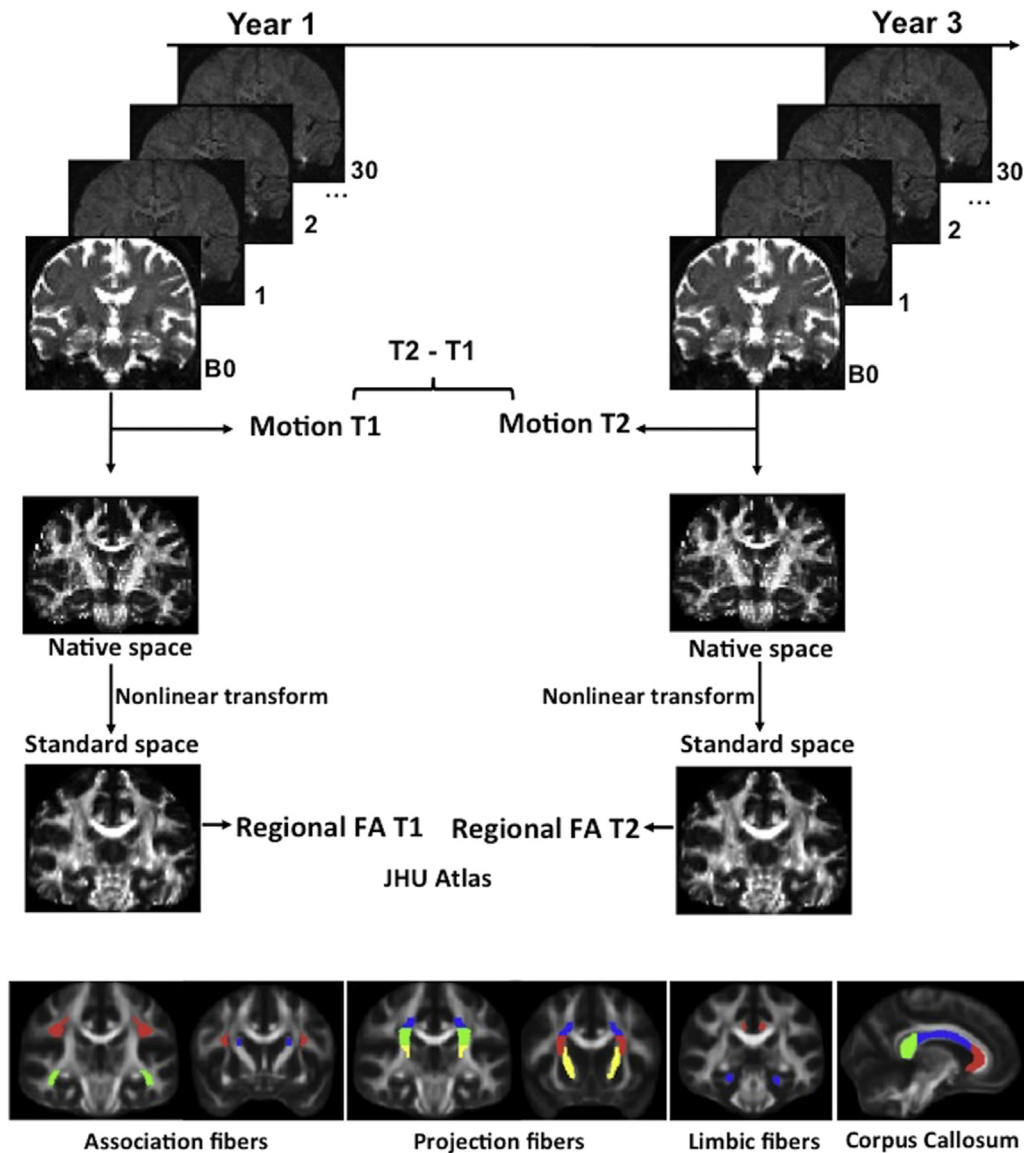 Year 1
Year 3
30
...
2
1
B0
30
...
2
1
B0
T2 - T1
Motion T1
Motion T2
Native space
Native space
Nonlinear transform
Nonlinear transform
Standard space
Standard space
Regional FA T1
Regional FA T2
JHU Atlas
Association fibers
Projection fibers
Limbic fibers
Corpus Callosum